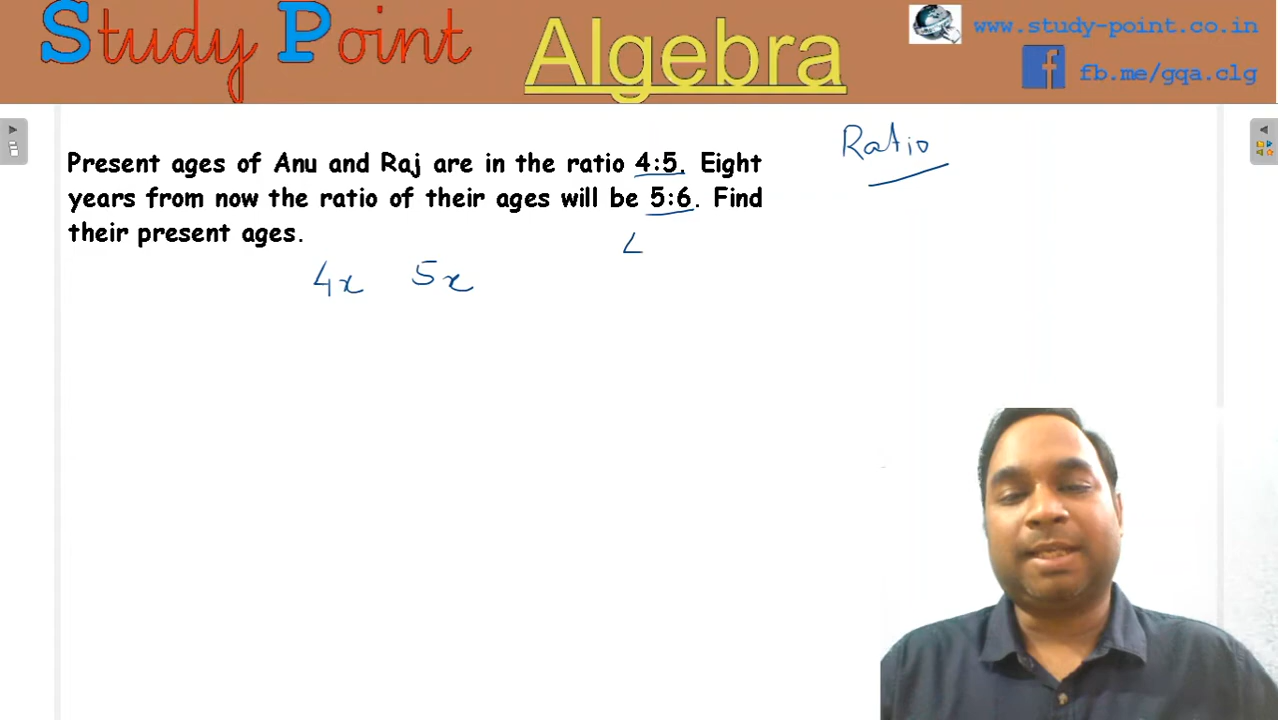 Study Point
Algebra
www.study-point.co.in
fb.me/gqa.clg
Ratio
Present ages of Anu and Raj are in the ratio 4:5. Eight
years from now the ratio of their ages will be 5:6. Find
their present ages.
4x 5x